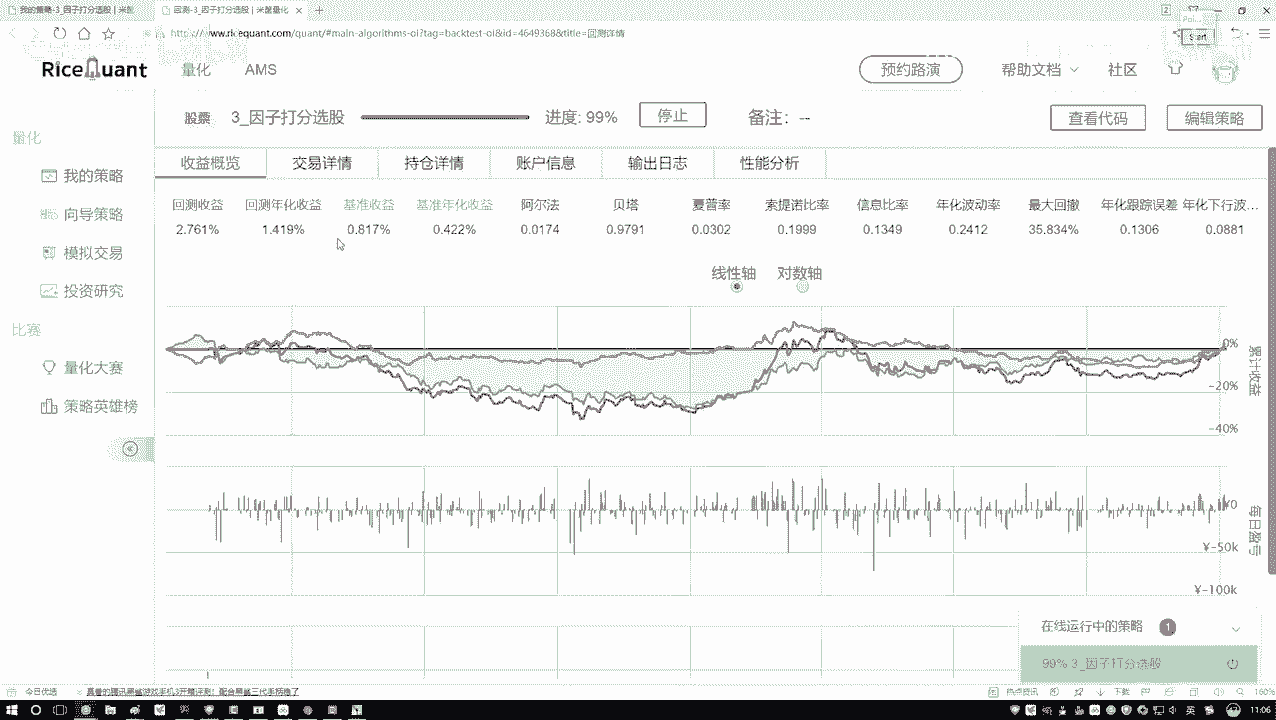 我的策略-3_因子打分选股 | 米筐
回测-3_因子打分选股 | 米筐量化
www.ricequant.com/quant/#main-algorithms-oi?tag=backtest-oi&id=4649368&title=回测详情
RiceQuant 量化 AMS 预约路演 帮助文档 社区
股票 3_因子打分选股 进度: 99% 停止 备注: -- 查看代码 编辑策略
量化
我的策略
向导策略
模拟交易
投资研究
比赛
量化大赛
策略英雄榜
收益概览 交易详情 持仓详情 账户信息 输出日志 性能分析
回测收益 回测年化收益 基准收益 基准年化收益 阿尔法 贝塔 夏普率 索提诺比率 信息比率 年化波动率 最大回撤 年化跟踪误差 年化下行波...
2.761% 1.419% 0.817% 0.422% 0.0174 0.9791 0.0302 0.1999 0.1349 0.2412 35.834% 0.1306 0.0881
线性轴 对数轴
0%
-20%
-40%
累计收益
¥0
¥-50k
¥-100k
每日盈亏
在线运行中的策略 1
99% 3_因子打分选股
今日优选
热点资讯 下载 160%
英 11:06